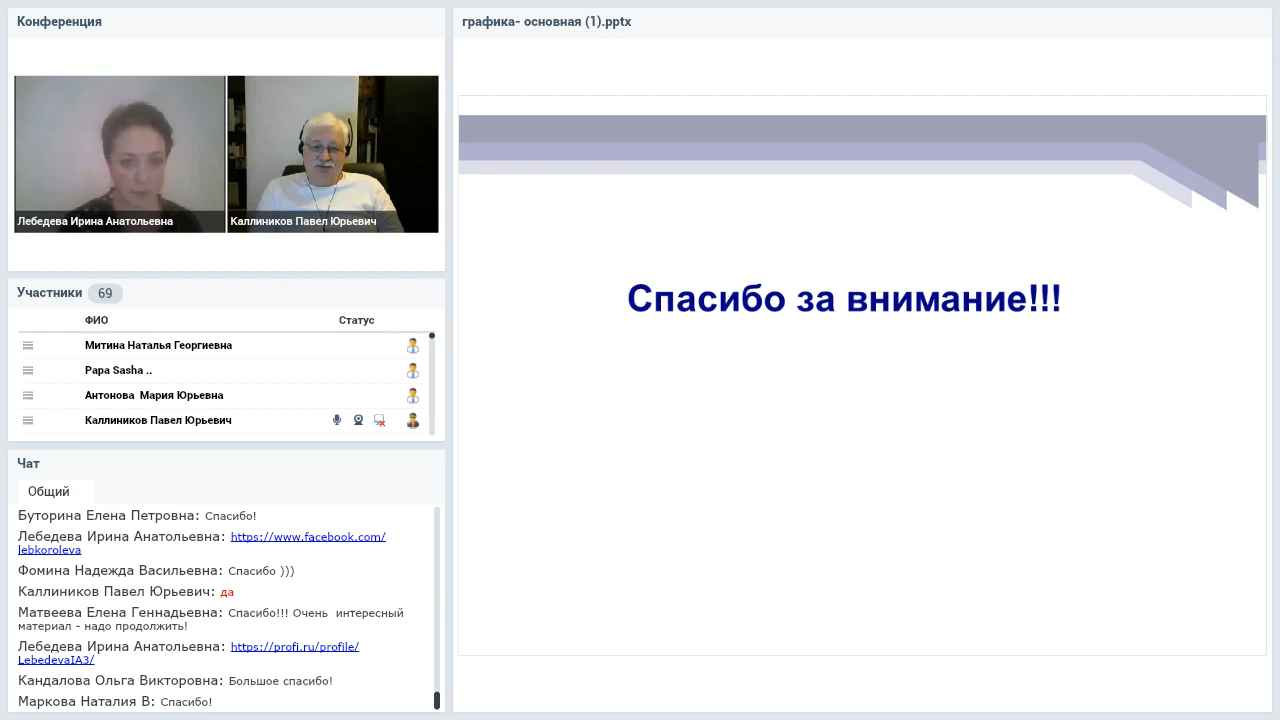 Конференция
Лебедева Ирина Анатольевна
Каллиников Павел Юрьевич
Участники 69
ФИО Статус
Митина Наталья Георгиевна
Papa Sasha ..
Антонова Мария Юрьевна
Каллиников Павел Юрьевич
Чат
Общий
Буторина Елена Петровна: Спасибо!
Лебедева Ирина Анатольевна: https://www.facebook.com/
lebkoroleva
Фомина Надежда Васильевна: Спасибо )))
Каллиников Павел Юрьевич: да
Матвеева Елена Геннадьевна: Спасибо!!! Очень интересный
материал - надо продолжить!
Лебедева Ирина Анатольевна: https://profi.ru/profile/
LebedevaIA3/
Кандалова Ольга Викторовна: Большое спасибо!
Маркова Наталия В: Спасибо!
графика- основная (1).pptx
Спасибо за внимание!!!